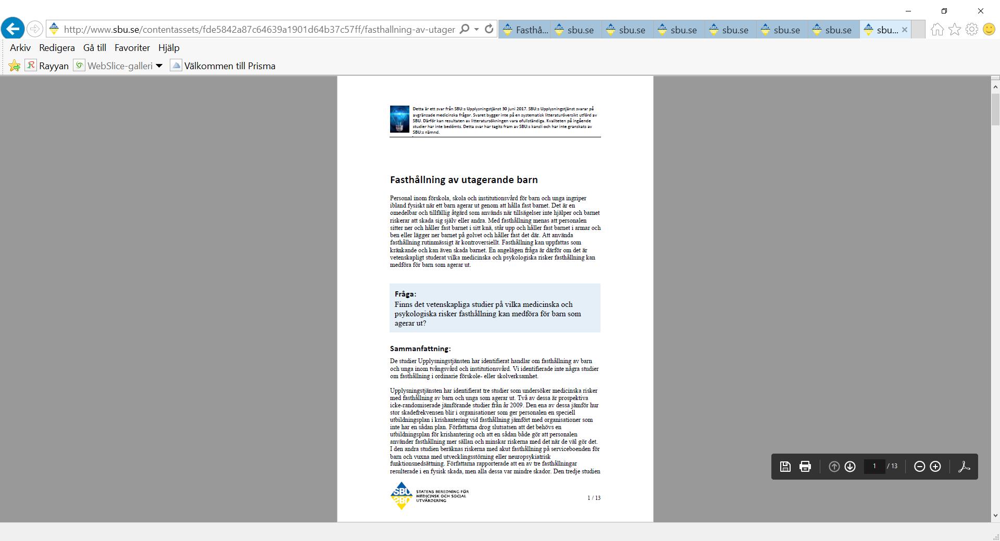 http://www.sbu.se/contentassets/fde5842a87c64639a1901d64b37c57ff/fasthallning-av-utager
Fasthå...
sbu.se
sbu.se
sbu.se
sbu.se
sbu.se
sbu.se
sbu...
Arkiv Redigera Gå till Favoriter Hjälp
Rayyan WebSlice-galleri Välkommen till Prisma
Detta är ett svar från SBU:s Upplysningstjänst 30 juni 2017. SBU:s Upplysningstjänst svarar på
avgränsade medicinska frågor. Svaret bygger inte på en systematisk litteraturöversikt utförd av
SBU. Därför kan resultaten av litteratursökningen vara ofullständiga. Kvaliteten på ingående
studier har inte bedömts. Detta svar har tagits fram av SBU:s kansli och har inte granskats av
SBU:s nämnd.
Fasthållning av utagerande barn
Personal inom förskola, skola och institutionsvård för barn och unga ingriper
ibland fysiskt när ett barn agerar ut genom att hålla fast barnet. Det är en
omedelbar och tillfällig åtgärd som används när tillsägelser inte hjälper och barnet
riskerar att skada sig själv eller andra. Med fasthållning menas att personalen
sitter ner och håller fast barnet i sitt knä, står upp och håller fast barnet i armar och
ben eller lägger ner barnet på golvet och håller fast det där. Att använda
fasthållning rutinmässigt är kontroversiellt. Fasthållning kan uppfattas som
kränkande och kan även skada barnet. En angelägen fråga är därför om det är
vetenskapligt studerat vilka medicinska och psykologiska risker fasthållning kan
medföra för barn som agerar ut.
Fråga:
Finns det vetenskapliga studier på vilka medicinska och
psykologiska risker fasthållning kan medföra för barn som
agerar ut?
Sammanfattning:
De studier Upplysningstjänsten har identifierat handlar om fasthållning av barn
och unga inom tvångsvård och institutionsvård. Vi identifierade inte några studier
om fasthållning i ordinarie förskole- eller skolverksamhet.
Upplysningstjänsten har identifierat tre studier som undersöker medicinska risker
med fasthållning av barn och unga som agerar ut. Två av dessa är prospektiva
icke-randomiserade jämförande studier från år 2009. Den ena av dessa jämför hur
stor skadefrekvensen blir i organisationer som ger personalen en speciell
utbildningsplan i krishantering vid fasthållning jämfört med organisationer som
inte har en sådan plan. Författarna drog slutsatsen att det behövs en
utbildningsplan för krishantering och att en sådan både gör att personalen
använder fasthållning mer sällan och minskar riskerna med det när de väl gör det.
I den andra studien beräknas riskerna med akut fasthållning på serviceboenden för
barn och vuxna med utvecklingsstörning eller neuropsykiatrisk
funktionsnedsättning. Författarna rapporterade att en av tre fasthållningar
resulterade i en fysisk skada, men alla dessa var mindre skador. Den tredje studien
SBU
STATENS BEREDNING FÖR
MEDICINSK OCH SOCIAL
UTVÄRDERING
1 / 13
1 / 13